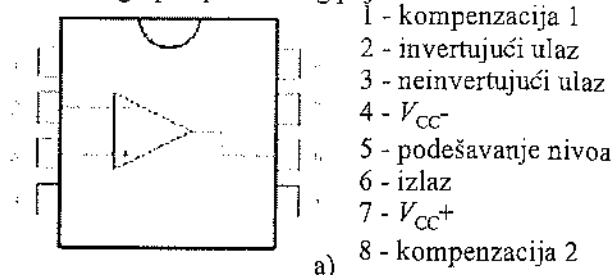 1 - kompenzacija 1
2 - invertujući ulaz
3 - neinvertujući ulaz
4 - V_CC-
5 - podešavanje nivoa
6 - izlaz
7 - V_CC+
8 - kompenzacija 2
a)